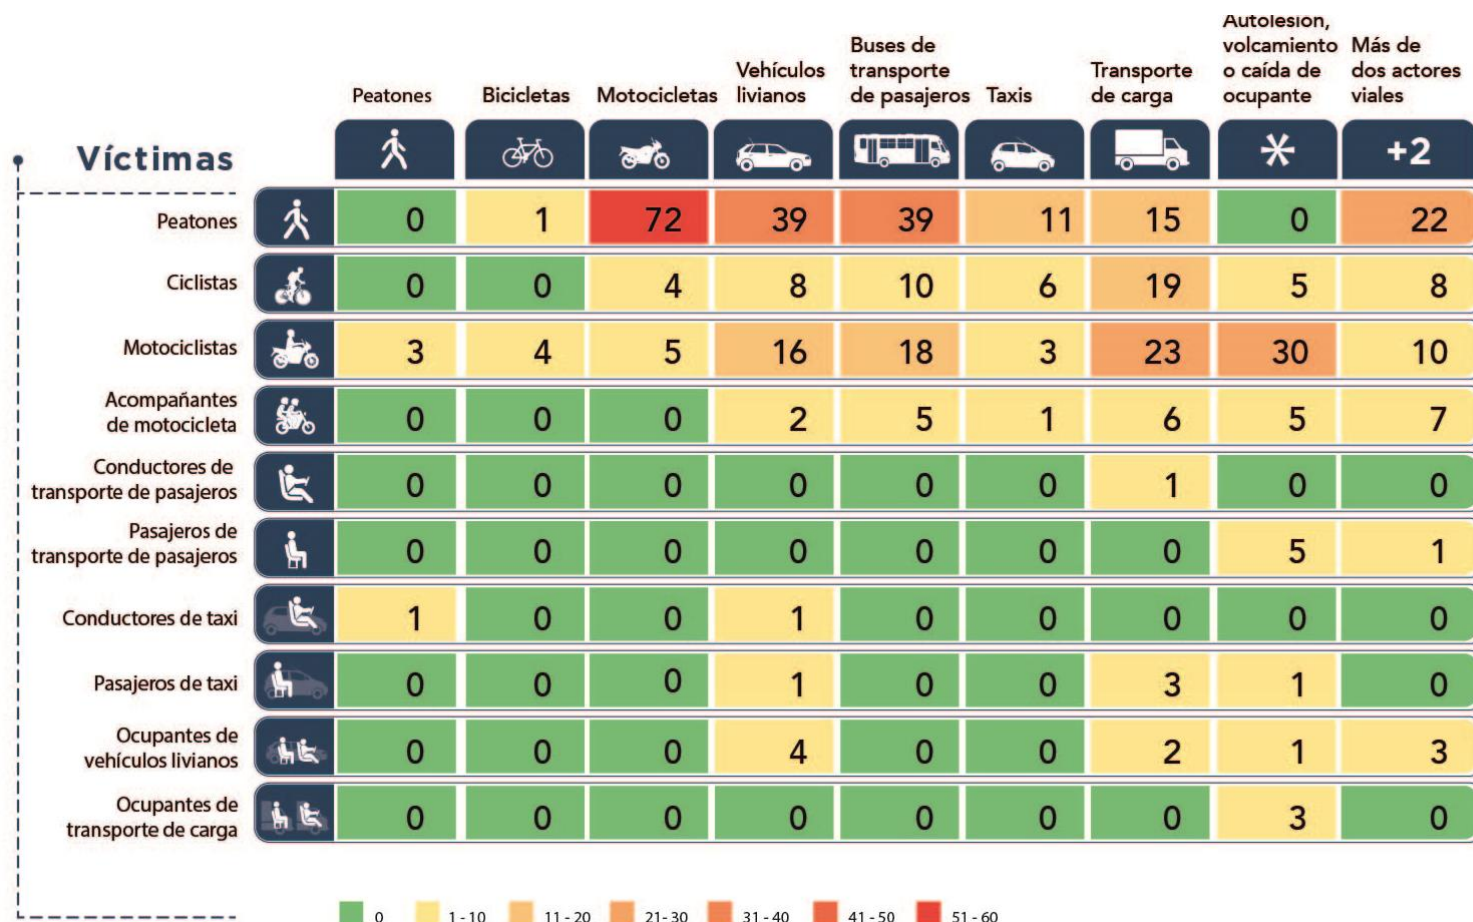 Autolesión,
Buses de volcamiento Más de
Vehículos transporte Transporte o caída de dos actores
Peatones Bicicletas Motocicletas livianos de pasajeros Taxis de carga ocupante viales
Víctimas * +2
Peatones 0 1 72 39 39 11 15 0 22
Ciclistas 0 0 4 8 10 6 19 5 8
Motociclistas 3 4 5 16 18 3 23 30 10
Acompañantes
de motocicleta 0 0 0 2 5 1 6 5 7
Conductores de
transporte de pasajeros 0 0 0 0 0 0 1 0 0
Pasajeros de
transporte de pasajeros 0 0 0 0 0 0 0 5 1
Conductores de taxi 1 0 0 1 0 0 0 0 0
Pasajeros de taxi 0 0 0 1 0 0 3 1 0
Ocupantes de
vehículos livianos 0 0 0 4 0 0 2 1 3
Ocupantes de
transporte de carga 0 0 0 0 0 0 0 3 0
0 1 - 10 11 - 20 21- 30 31 - 40 41 - 50 51 - 60